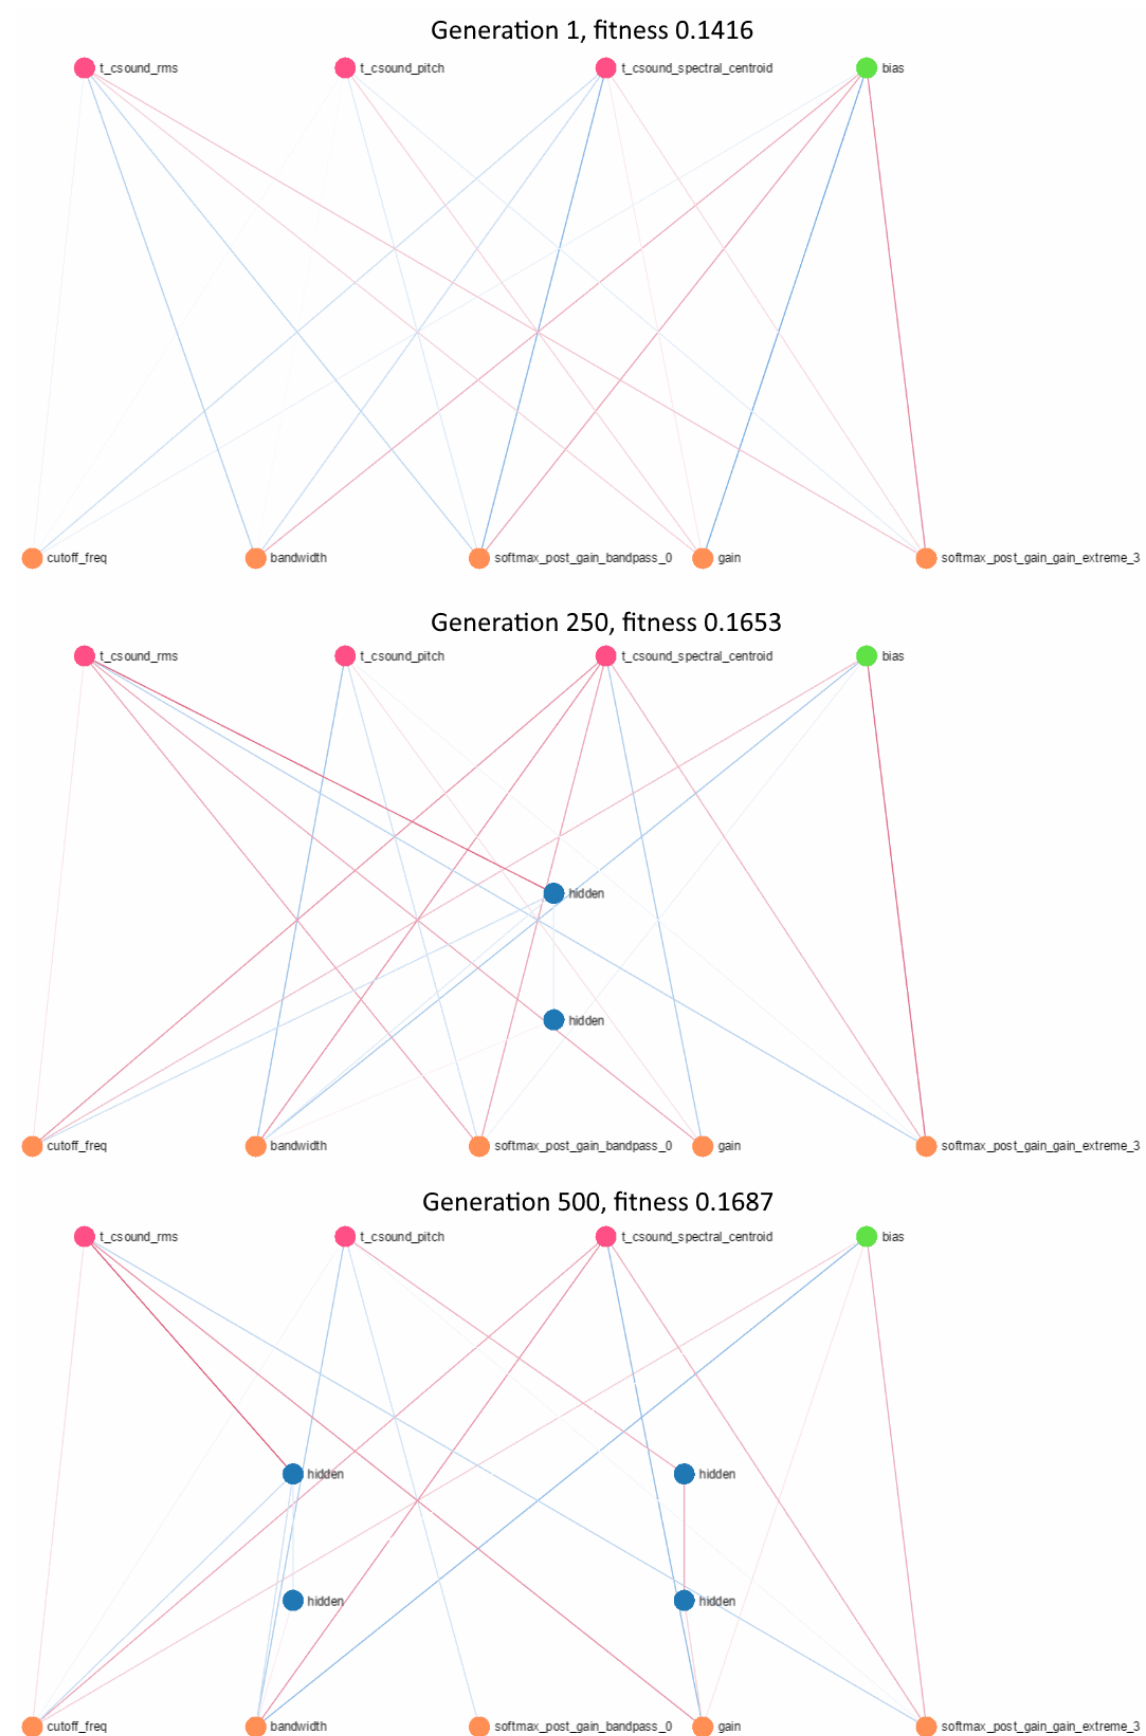 Generation 1, fitness 0.1416
t_csound_rms t_csound_pitch t_csound_spectral_centroid bias
cutoff_freq bandwidth softmax_post_gain_bandpass_0 gain softmax_post_gain_gain_extreme_3
Generation 250, fitness 0.1653
t_csound_rms t_csound_pitch t_csound_spectral_centroid bias
hidden
hidden
cutoff_freq bandwidth softmax_post_gain_bandpass_0 gain softmax_post_gain_gain_extreme_3
Generation 500, fitness 0.1687
t_csound_rms t_csound_pitch t_csound_spectral_centroid bias
hidden hidden
hidden hidden
cutoff_freq bandwidth softmax_post_gain_bandpass_0 gain softmax_post_gain_gain_extreme_3